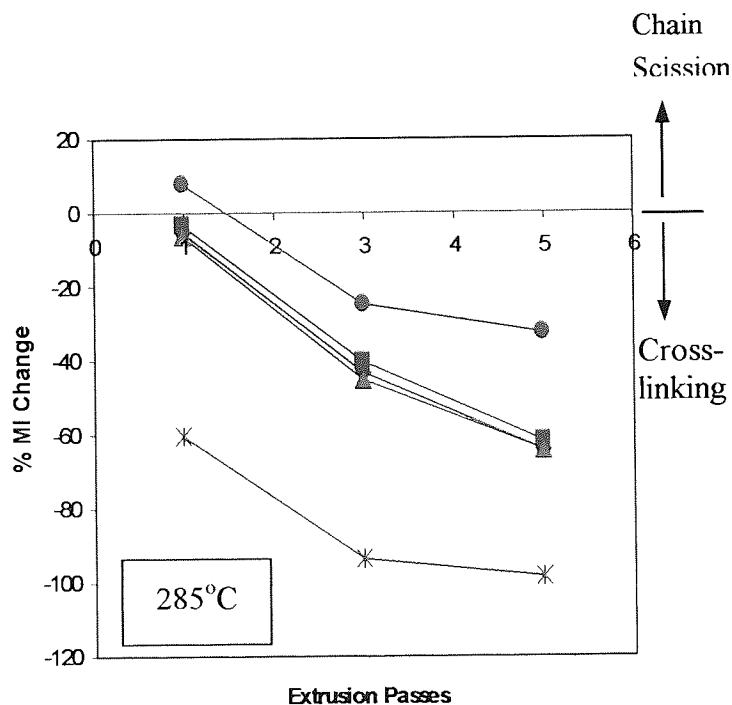 Chain
Scission
20
0
0 1 2 3 4 5 6
-20
-40
-60
-80
-100
-120
% MI Change
Cross-
linking
285°C
Extrusion Passes